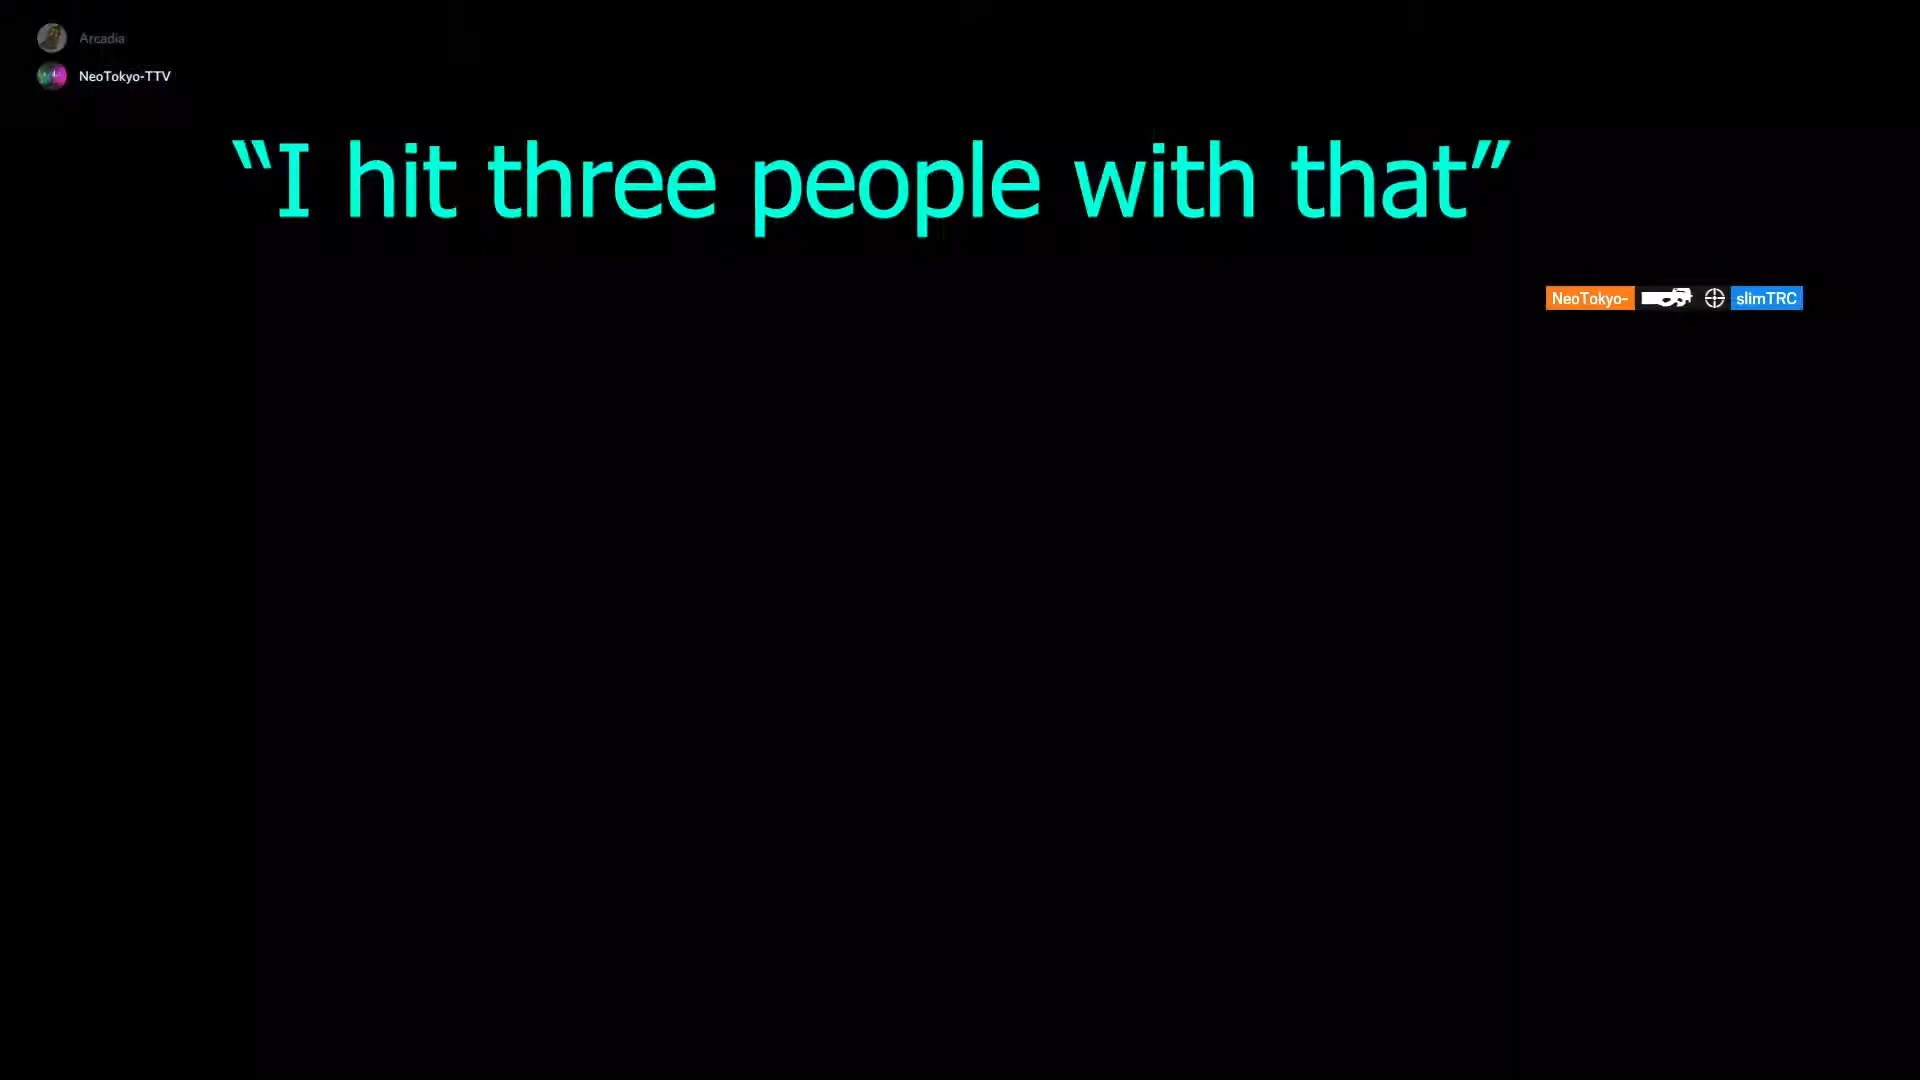 Arcadia
NeoTokyo-TTV
“I hit three people with that”
NeoTokyo- slimTRC